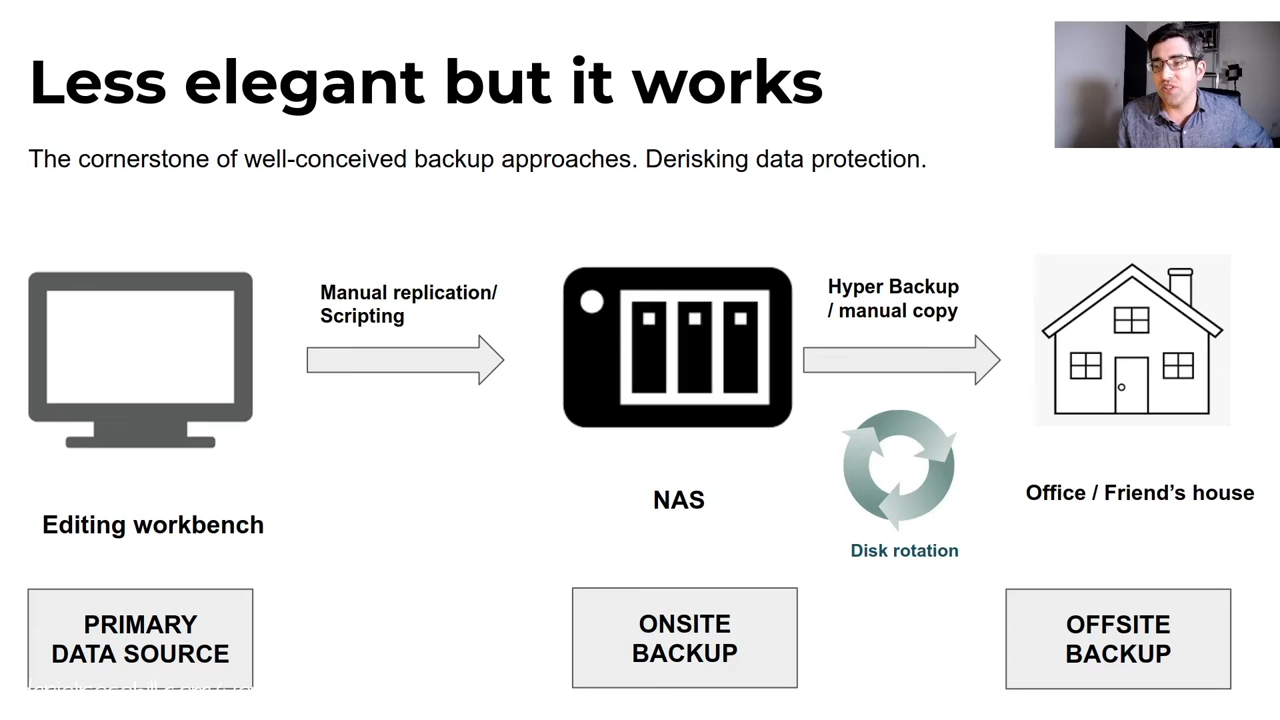 Less elegant but it works
The cornerstone of well-conceived backup approaches. Derisking data protection.
Manual replication/
Scripting
Hyper Backup
/ manual copy
Editing workbench
NAS
Disk rotation
Office / Friend's house
PRIMARY
DATA SOURCE
ONSITE
BACKUP
OFFSITE
BACKUP